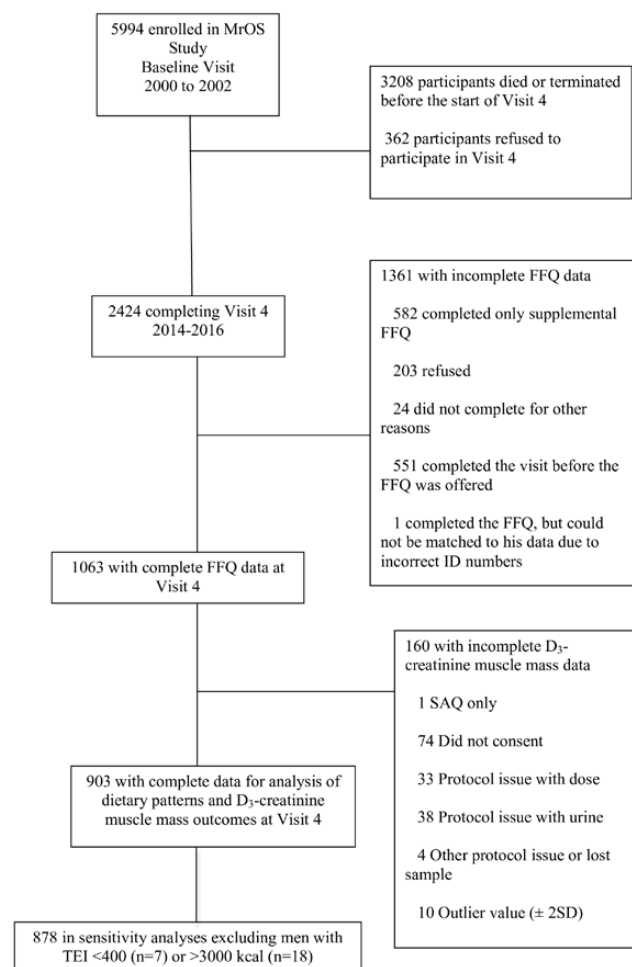 5994 enrolled in MrOS
Study
Baseline Visit
2000 to 2002
3208 participants died or terminated
before the start of Visit 4
362 participants refused to
participate in Visit 4
2424 completing Visit 4
2014-2016
1361 with incomplete FFQ data
582 completed only supplemental
FFQ
203 refused
24 did not complete for other
reasons
551 completed the visit before the
FFQ was offered
1 completed the FFQ, but could
not be matched to his data due to
incorrect ID numbers
1063 with complete FFQ data at
Visit 4
160 with incomplete D₃-
creatinine muscle mass data
1 SAQ only
74 Did not consent
33 Protocol issue with dose
38 Protocol issue with urine
4 Other protocol issue or lost
sample
10 Outlier value (± 2SD)
903 with complete data for analysis of
dietary patterns and D₃-creatinine
muscle mass outcomes at Visit 4
878 in sensitivity analyses excluding men with
TEI <400 (n=7) or >3000 kcal (n=18)